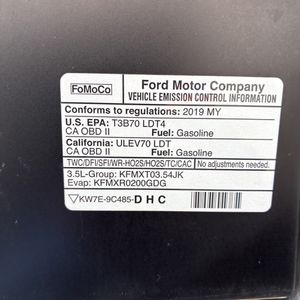 FoMoCo
Ford Motor Company
VEHICLE EMISSION CONTROL INFORMATION
Conforms to regulations: 2019 MY
U.S. EPA: T3B70 LDT4
CA OBD II Fuel: Gasoline
California: ULEV70 LDT
CA OBD II Fuel: Gasoline
TWC/DFI/SFI/WR-HO2S/HO2S/TC/CAC No adjustments needed.
3.5L-Group: KFMXT03.54JK
Evap: KFMXR0200GDG
KW7E-9C485-DHC